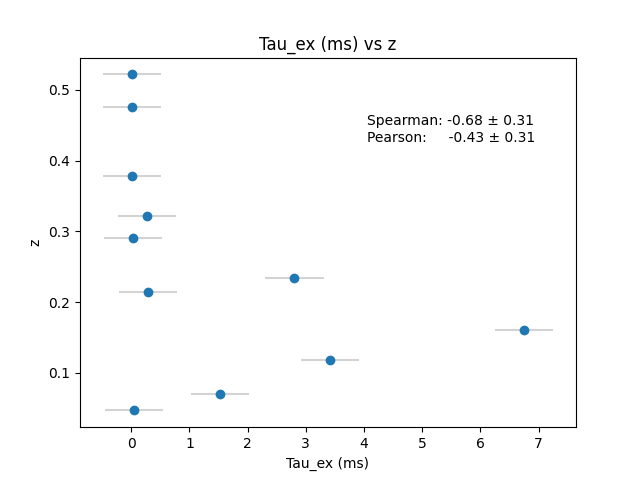 Tau_ex (ms) vs z
Spearman: -0.68 ± 0.31
Pearson: -0.43 ± 0.31
z
0.5
0.4
0.3
0.2
0.1
0 1 2 3 4 5 6 7
Tau_ex (ms)